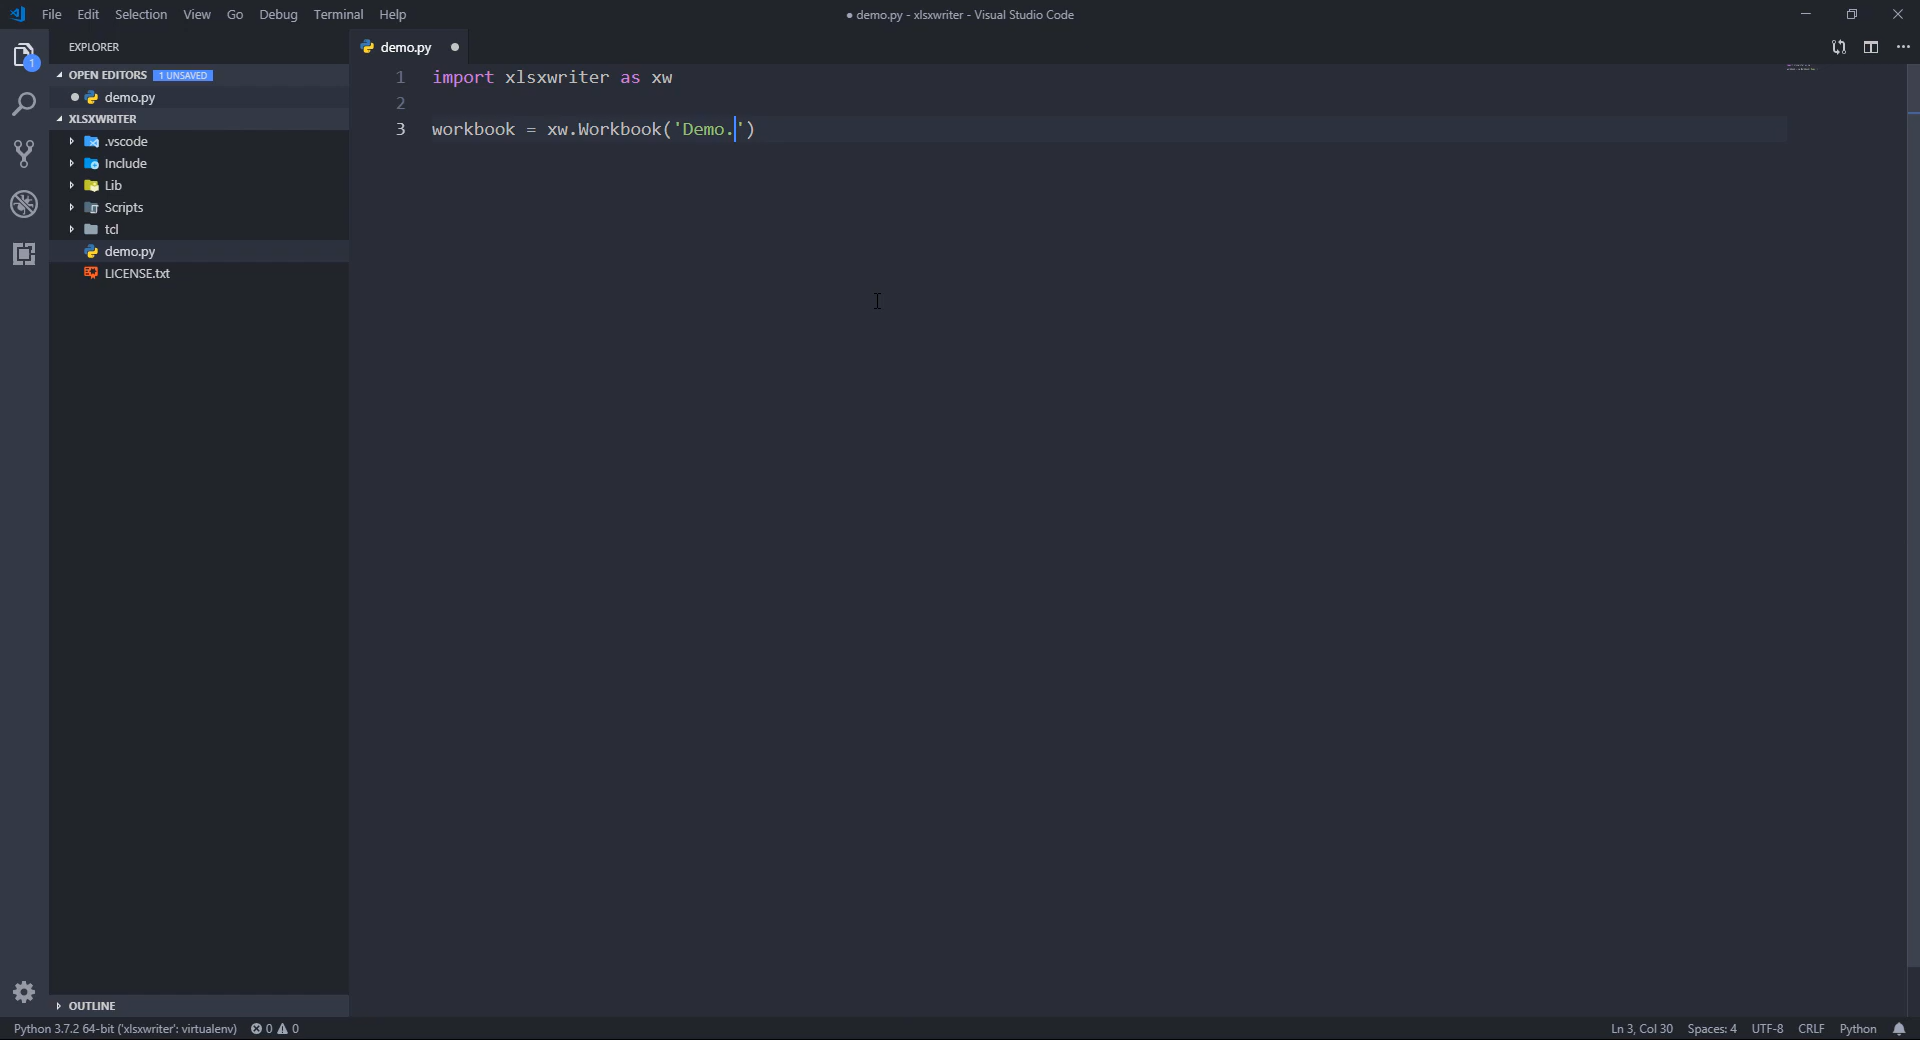 File Edit Selection View Go Debug Terminal Help
● demo.py - xlsxwriter - Visual Studio Code
EXPLORER
OPEN EDITORS 1 UNSAVED
demo.py
XLSXWRITER
.vscode
Include
Lib
Scripts
tcl
demo.py
LICENSE.txt
OUTLINE
1
demo.py
1 import xlsxwriter as xw
2
3 workbook = xw.Workbook('Demo.')
Python 3.7.2 64-bit ('xlsxwriter': virtualenv) 0 0
Ln 3, Col 30 Spaces: 4 UTF-8 CRLF Python